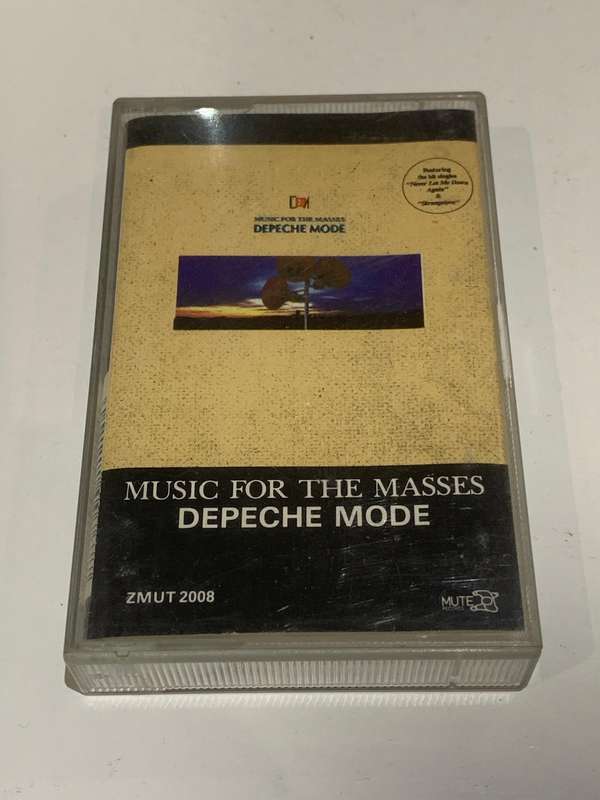 Featuring
the hit singles
"Never Let Me Down
Again"
&
"Strangelove"
MUSIC FOR THE MASSES
DEPECHE MODE
MUSIC FOR THE MASSES
DEPECHE MODE
ZMUT 2008
MUTE
RECORDS